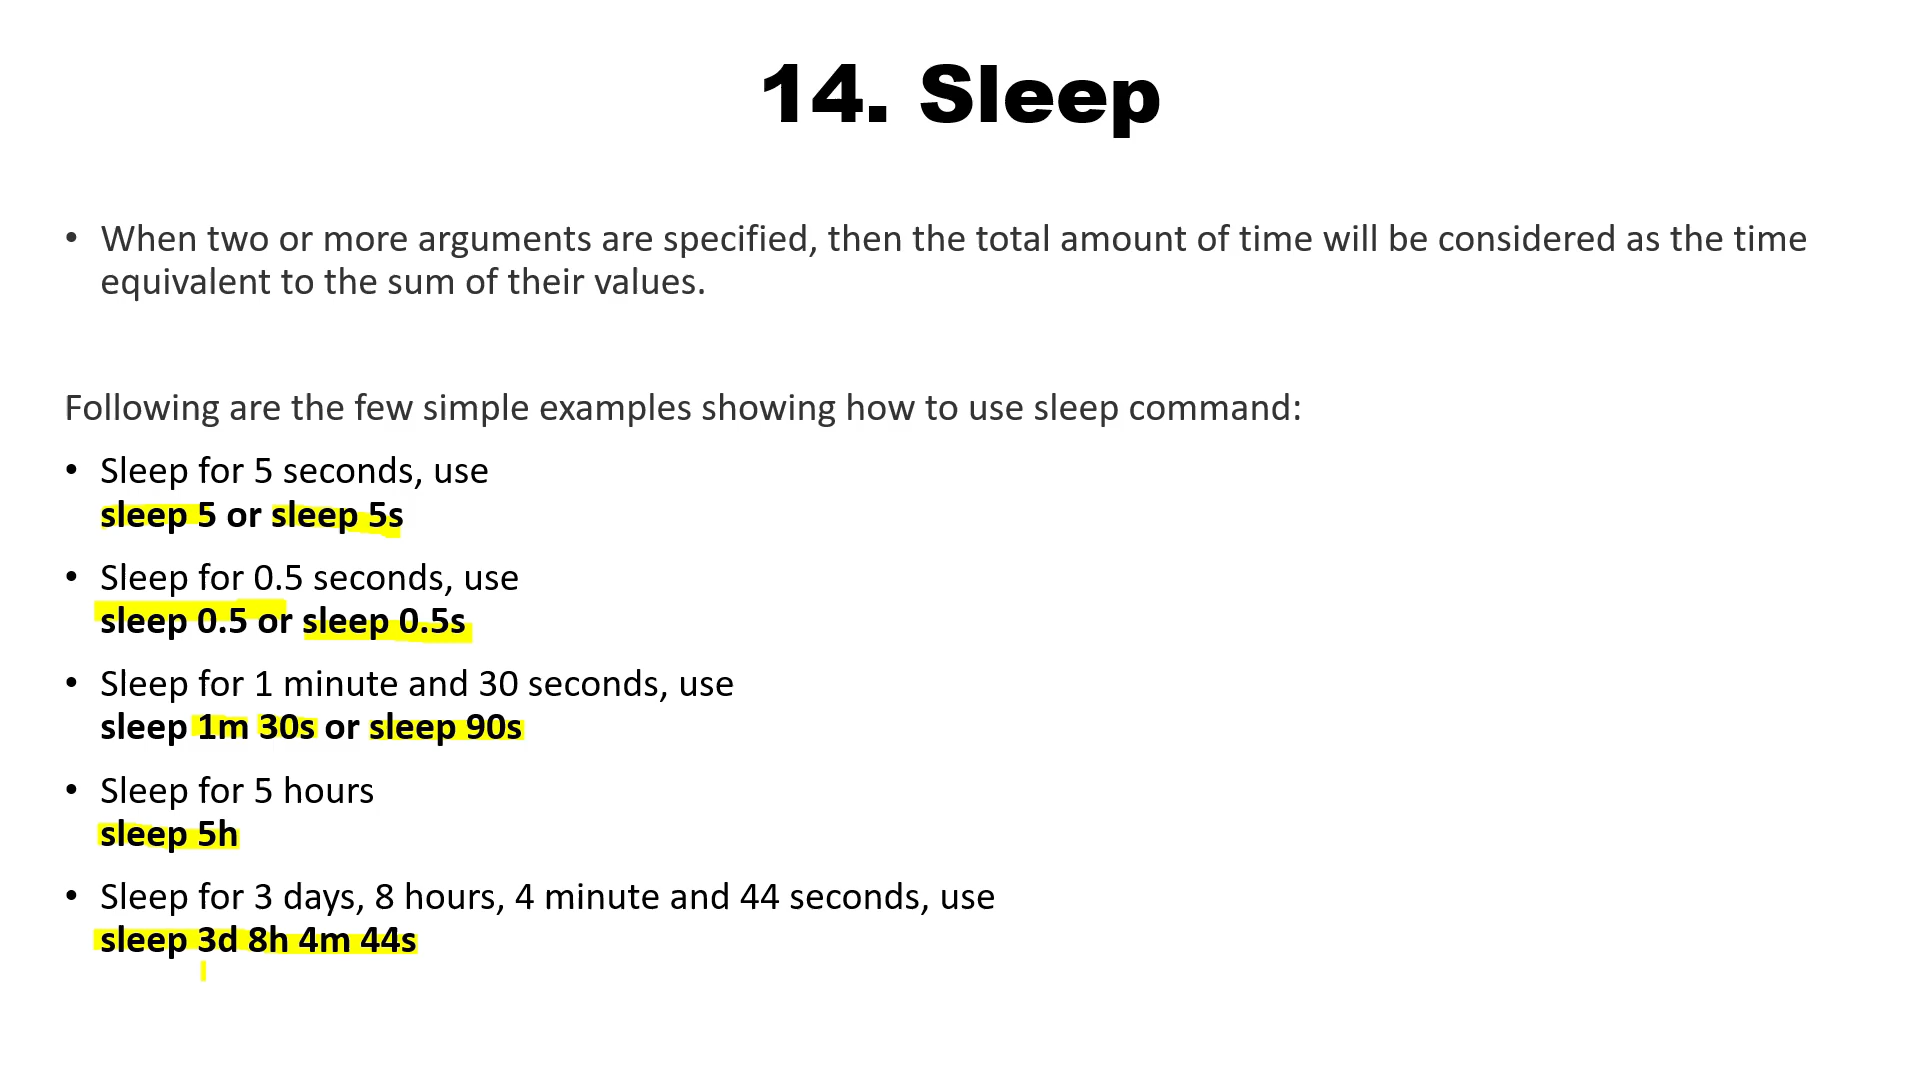 14. Sleep
• When two or more arguments are specified, then the total amount of time will be considered as the time
equivalent to the sum of their values.
Following are the few simple examples showing how to use sleep command:
• Sleep for 5 seconds, use
sleep 5 or sleep 5s
• Sleep for 0.5 seconds, use
sleep 0.5 or sleep 0.5s
• Sleep for 1 minute and 30 seconds, use
sleep 1m 30s or sleep 90s
• Sleep for 5 hours
sleep 5h
• Sleep for 3 days, 8 hours, 4 minute and 44 seconds, use
sleep 3d 8h 4m 44s